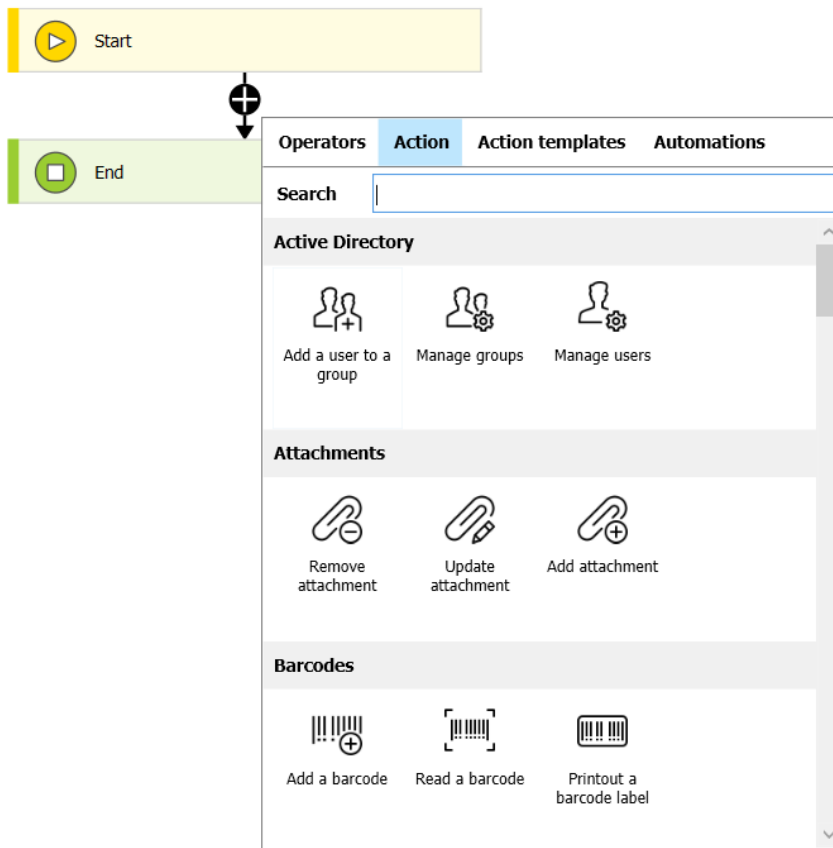 Start
End
Operators Action Action templates Automations
Search
Active Directory
Add a user to a
group
Manage groups
Manage users
Attachments
Remove
attachment
Update
attachment
Add attachment
Barcodes
Add a barcode
Read a barcode
Printout a
barcode label